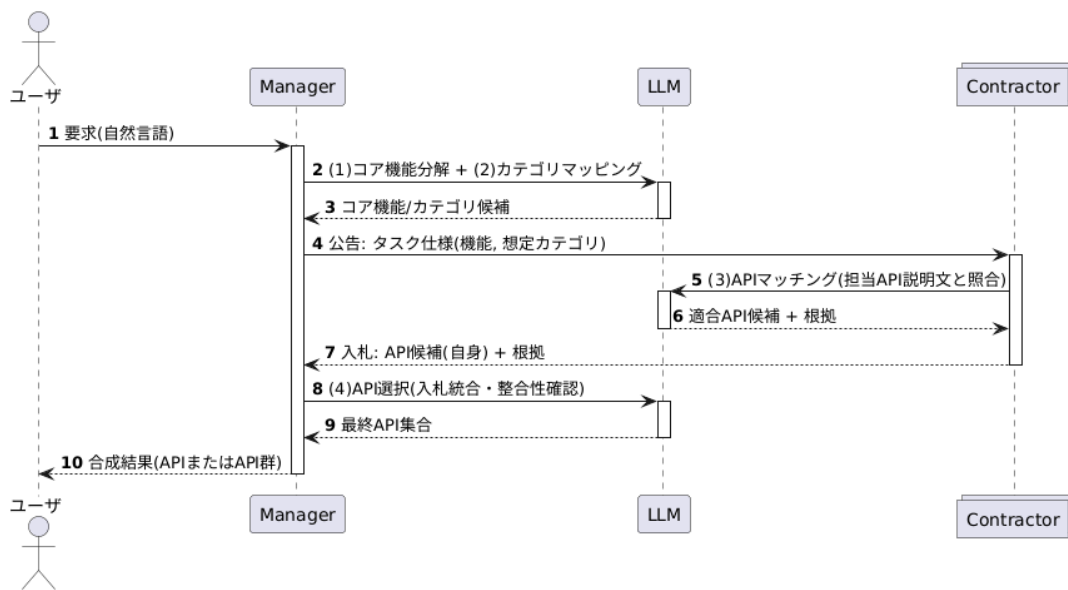 ユーザ
Manager
LLM
Contractor
1 要求(自然言語)
2 (1)コア機能分解 + (2)カテゴリマッピング
3 コア機能/カテゴリ候補
4 公告: タスク仕様(機能, 想定カテゴリ)
5 (3)APIマッチング(担当API説明文と照合)
6 適合API候補 + 根拠
7 入札: API候補(自身) + 根拠
8 (4)API選択(入札統合・整合性確認)
9 最終API集合
10 合成結果(APIまたはAPI群)
ユーザ
Manager
LLM
Contractor